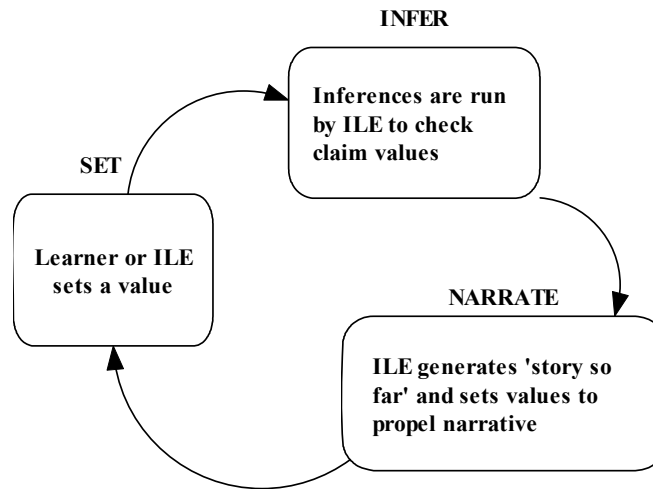 INFER
Inferences are run
by ILE to check
claim values
SET
Learner or ILE
sets a value
NARRATE
ILE generates 'story so
far' and sets values to
propel narrative